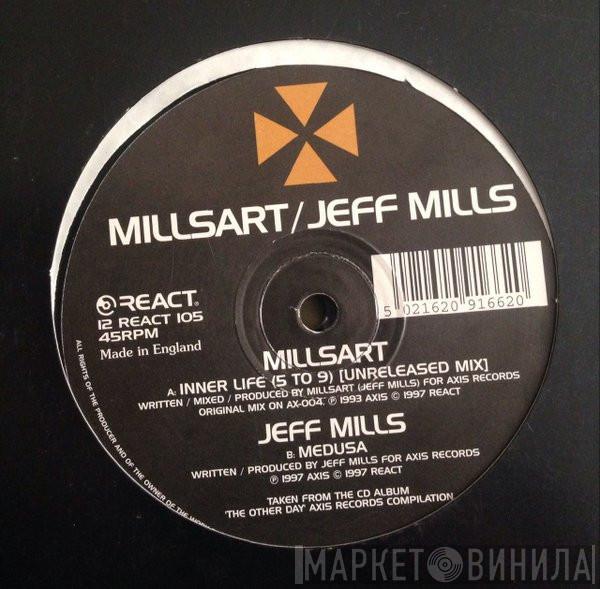 MILLSART/JEFF MILLS
REACT®
12 REACT 105
45RPM
Made in England
5 021620 916620
MILLSART
A: INNER LIFE (5 TO 9) [UNRELEASED MIX]
WRITTEN / MIXED / PRODUCED BY MILLSART (JEFF MILLS) FOR AXIS RECORDS
ORIGINAL MIX ON AX-004. ℗ 1993 AXIS © 1997 REACT
JEFF MILLS
B: MEDUSA
WRITTEN / PRODUCED BY JEFF MILLS FOR AXIS RECORDS
℗ 1997 AXIS © 1997 REACT
TAKEN FROM THE CD ALBUM
'THE OTHER DAY' AXIS RECORDS COMPILATION
ALL RIGHTS OF THE PRODUCER AND OF THE OWNER OF THE
МАРКЕТ ВИНИЛА